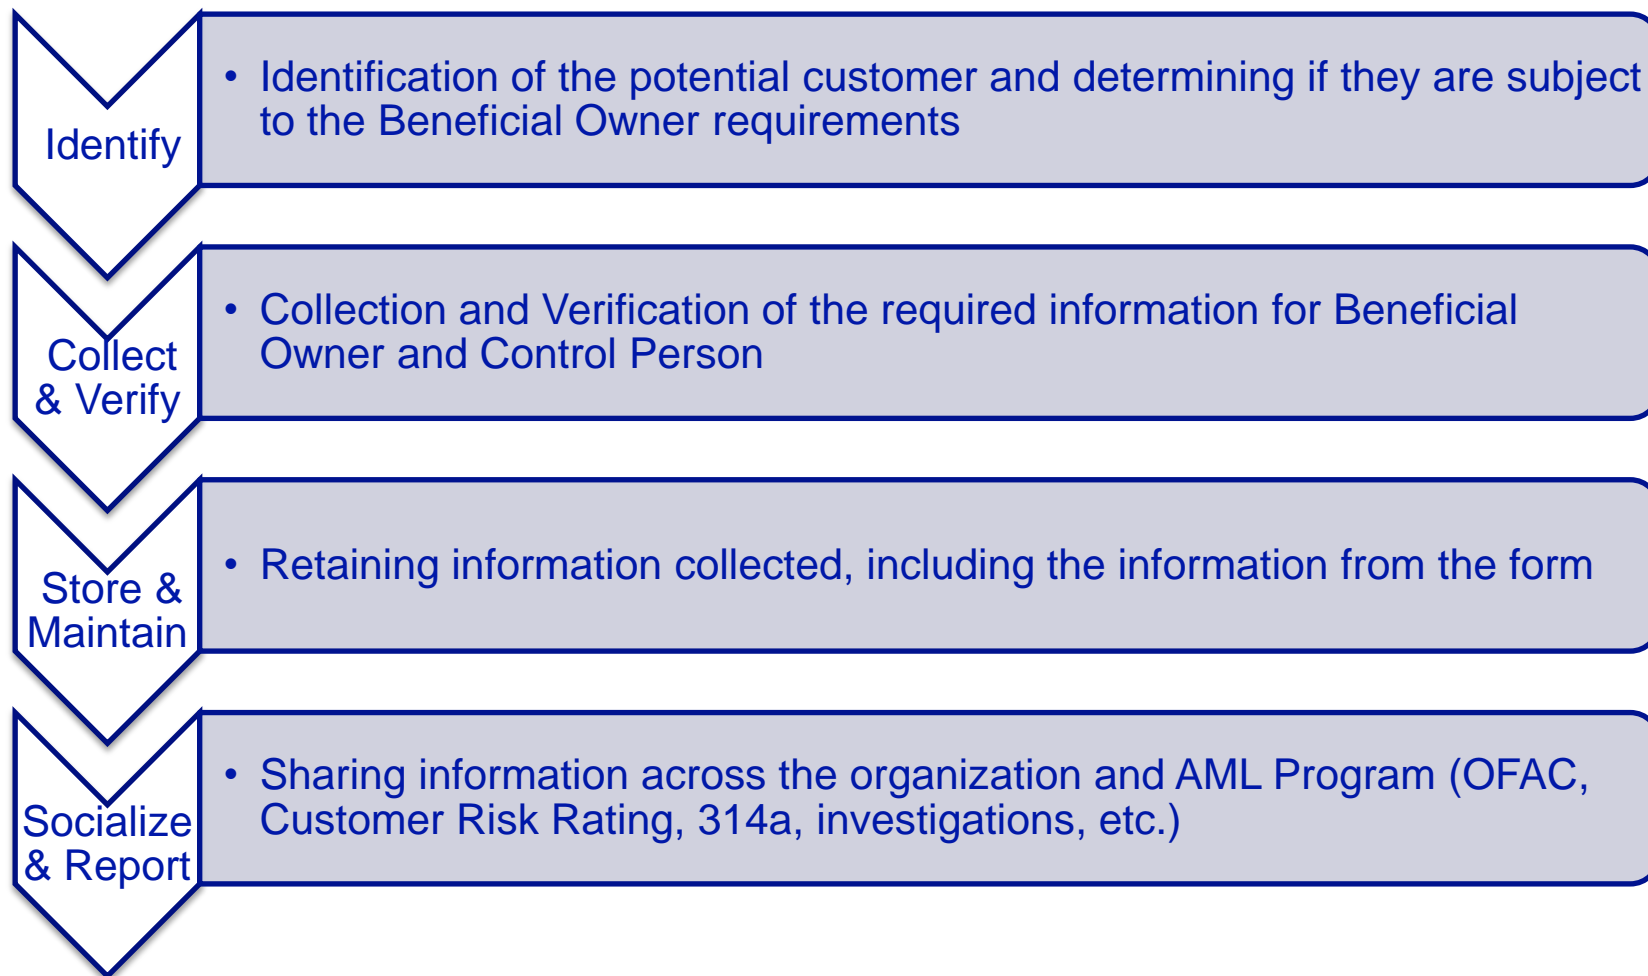 Identify
• Identification of the potential customer and determining if they are subject
to the Beneficial Owner requirements
Collect
& Verify
• Collection and Verification of the required information for Beneficial
Owner and Control Person
Store &
Maintain
• Retaining information collected, including the information from the form
Socialize
& Report
• Sharing information across the organization and AML Program (OFAC,
Customer Risk Rating, 314a, investigations, etc.)